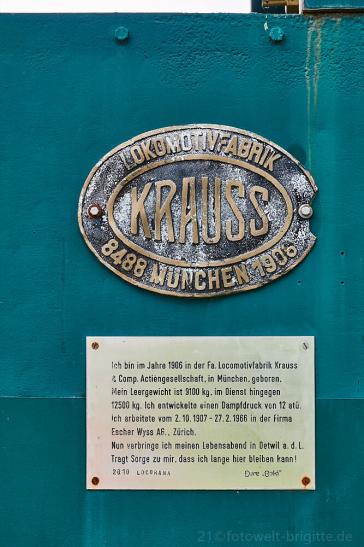 LOKOMOTIVFABRIK
KRAUSS
8488 MÜNCHEN 1906
Ich bin im Jahre 1906 in der Fa. Locomotivfabrik Krauss
& Comp. Actiengesellschaft, in München, geboren.
Mein Leergewicht ist 9100 kg, im Dienst hingegen
12500 kg. Ich entwickelte einen Dampfdruck von 12 atü.
Ich arbeitete vom 2. 10. 1907 - 27. 2. 1966 in der Firma
Escher Wyss AG., Zürich.
Nun verbringe ich meinen Lebensabend in Oetwil a. d. L.
Tragt Sorge zu mir, dass ich lange hier bleiben kann!
2010 LOCORAMA Eure
21©fotowelt-brigitte.de